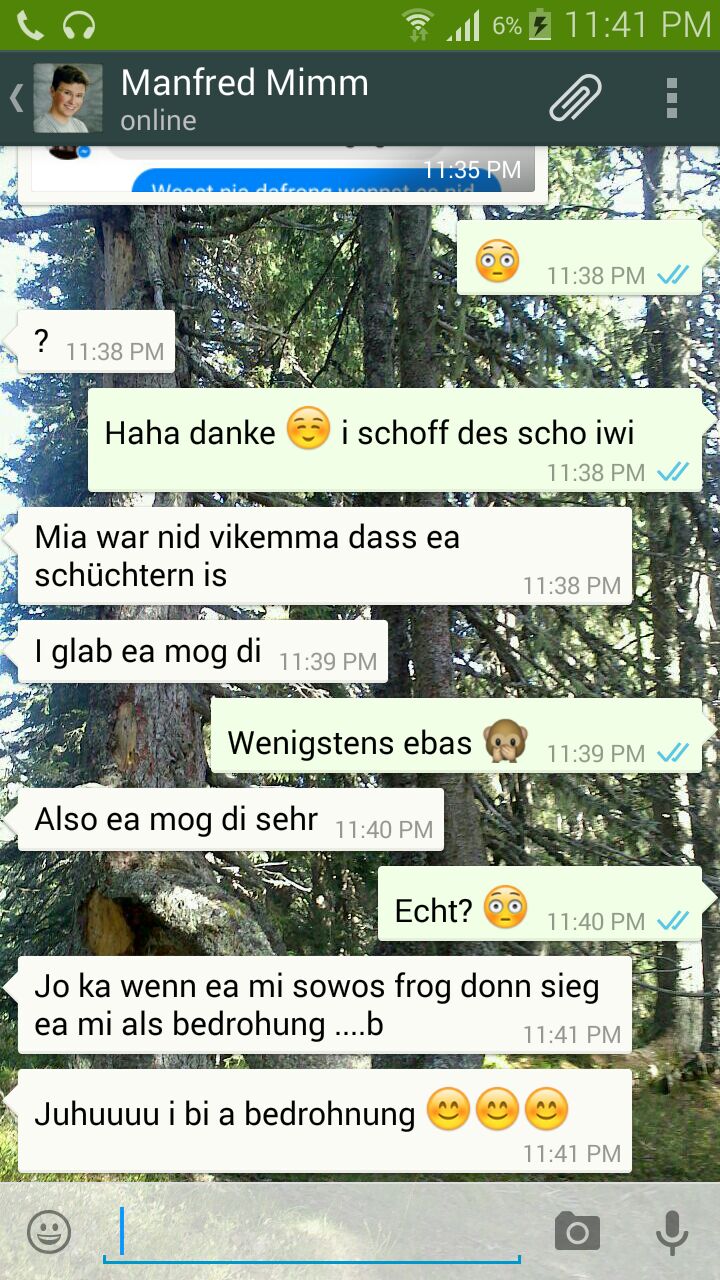 6% 11:41 PM
Manfred Mimm
online
11:35 PM
😳 11:38 PM
? 11:38 PM
Haha danke ☺️ i schoff des scho iwi
11:38 PM
Mia war nid vikemma dass ea
schüchtern is 11:38 PM
I glab ea mog di 11:39 PM
Wenigstens ebas 🙊 11:39 PM
Also ea mog di sehr 11:40 PM
Echt? 😳 11:40 PM
Jo ka wenn ea mi sowos frog donn sieg
ea mi als bedrohung ....b 11:41 PM
Juhuuuu i bi a bedrohnung 😊😊😊
11:41 PM